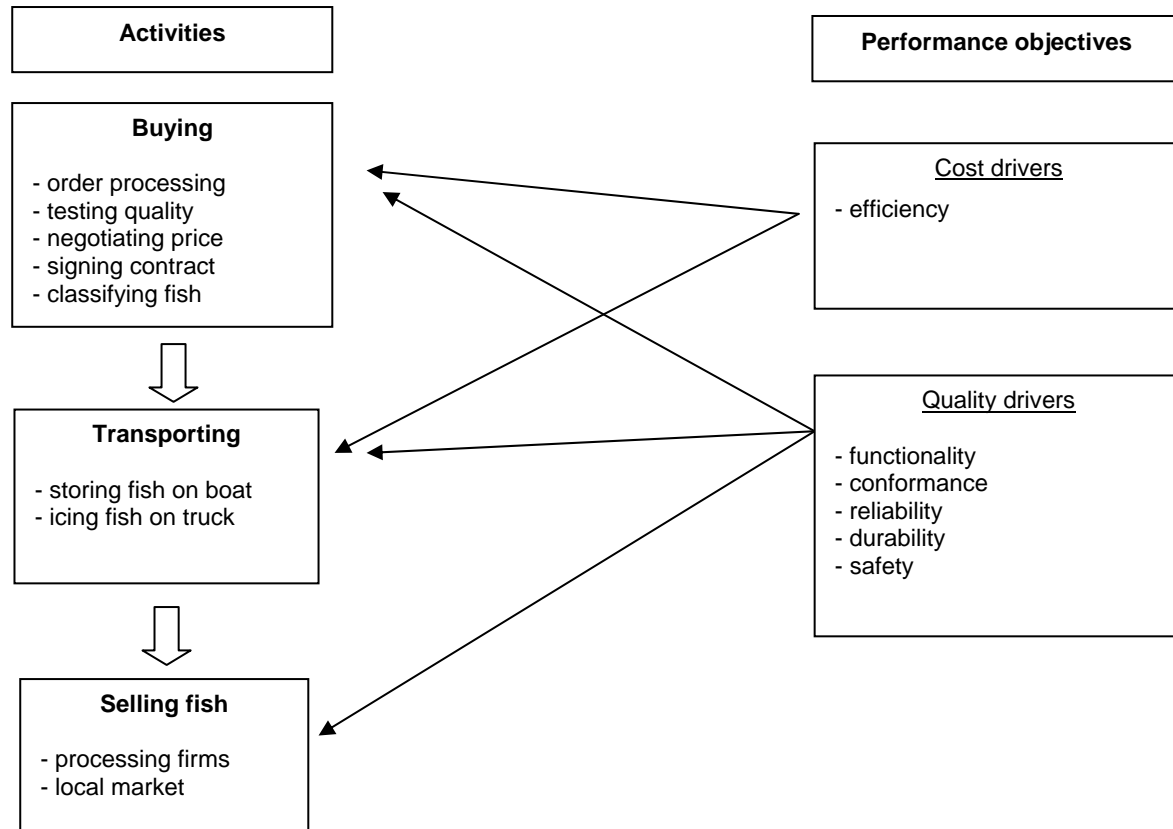 Activities
Performance objectives
Buying
- order processing
- testing quality
- negotiating price
- signing contract
- classifying fish
Cost drivers
- efficiency
Transporting
- storing fish on boat
- icing fish on truck
Quality drivers
- functionality
- conformance
- reliability
- durability
- safety
Selling fish
- processing firms
- local market